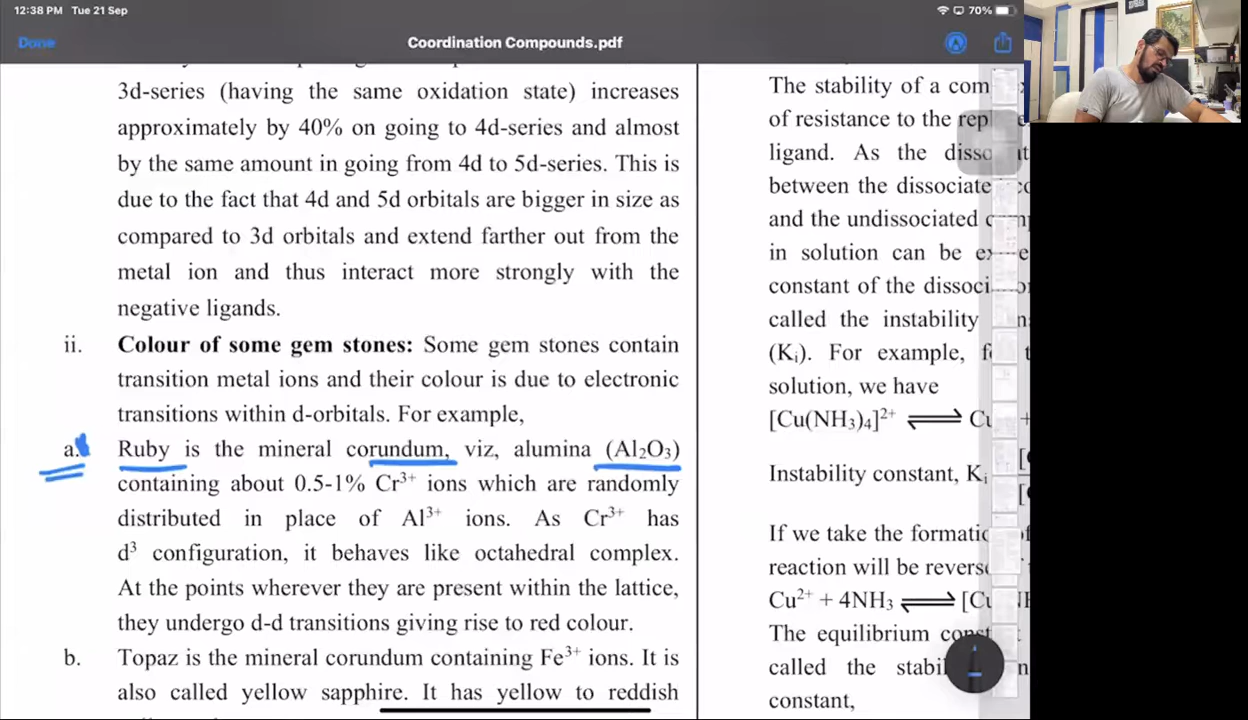 12:38 PM Tue 21 Sep
70%
Done
Coordination Compounds.pdf
3d-series (having the same oxidation state) increases
approximately by 40% on going to 4d-series and almost
by the same amount in going from 4d to 5d-series. This is
due to the fact that 4d and 5d orbitals are bigger in size as
compared to 3d orbitals and extend farther out from the
metal ion and thus interact more strongly with the
negative ligands.
ii. Colour of some gem stones: Some gem stones contain
transition metal ions and their colour is due to electronic
transitions within d-orbitals. For example,
a. Ruby is the mineral corundum, viz, alumina (Al₂O₃)
containing about 0.5-1% Cr³⁺ ions which are randomly
distributed in place of Al³⁺ ions. As Cr³⁺ has
d³ configuration, it behaves like octahedral complex.
At the points wherever they are present within the lattice,
they undergo d-d transitions giving rise to red colour.
b. Topaz is the mineral corundum containing Fe³⁺ ions. It is
also called yellow sapphire. It has yellow to reddish
The stability of a com
of resistance to the rep
ligand. As the disso
between the dissociate
and the undissociated
in solution can be
constant of the dissoci
called the instability
(Kᵢ). For example,
solution, we have
[Cu(NH₃)₄]²⁺ ⇌ Cu +
Instability constant, Kᵢ
If we take the formatio
reaction will be revers
Cu²⁺ + 4NH₃ ⇌ [Cu
The equilibrium const
called the stabi
constant,